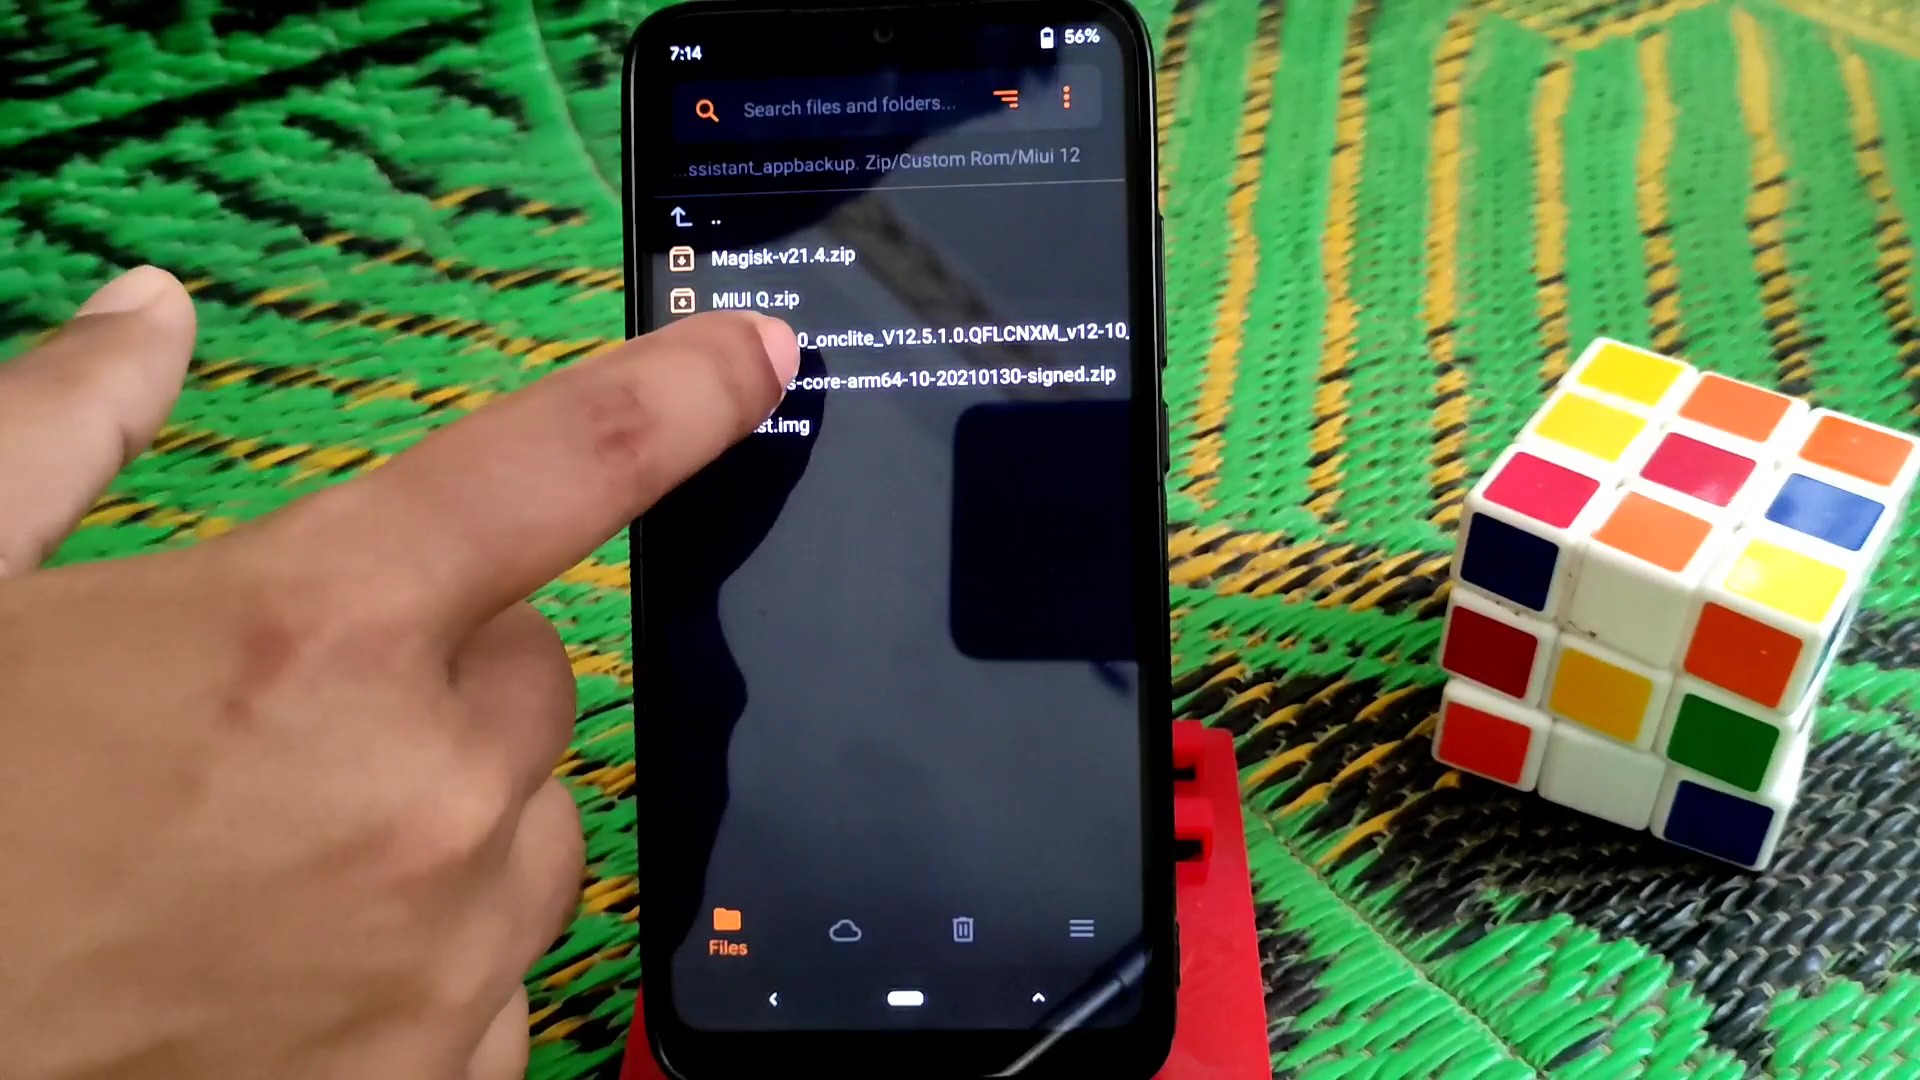 7:14
56%
Search files and folders...
...ssistant_appbackup. Zip/Custom Rom/Miui 12
..
Magisk-v21.4.zip
MIUI Q.zip
0_onclite_V12.5.1.0.QFLCNXM_v12-10_
s-core-arm64-10-20210130-signed.zip
st.img
Files